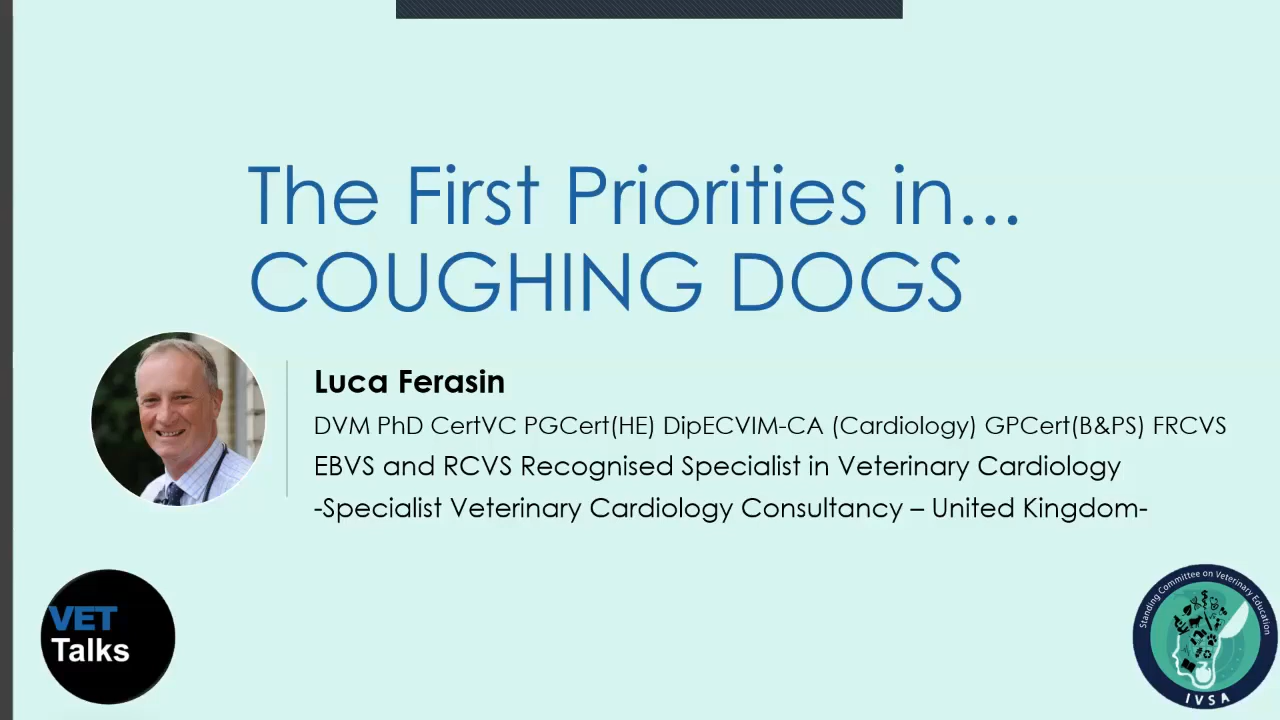 The First Priorities in...
COUGHING DOGS
Luca Ferasin
DVM PhD CertVC PGCert(HE) DipECVIM-CA (Cardiology) GPCert(B&PS) FRCVS
EBVS and RCVS Recognised Specialist in Veterinary Cardiology
-Specialist Veterinary Cardiology Consultancy – United Kingdom-
VET
Talks
Standing Committee on Veterinary Education
IVSA